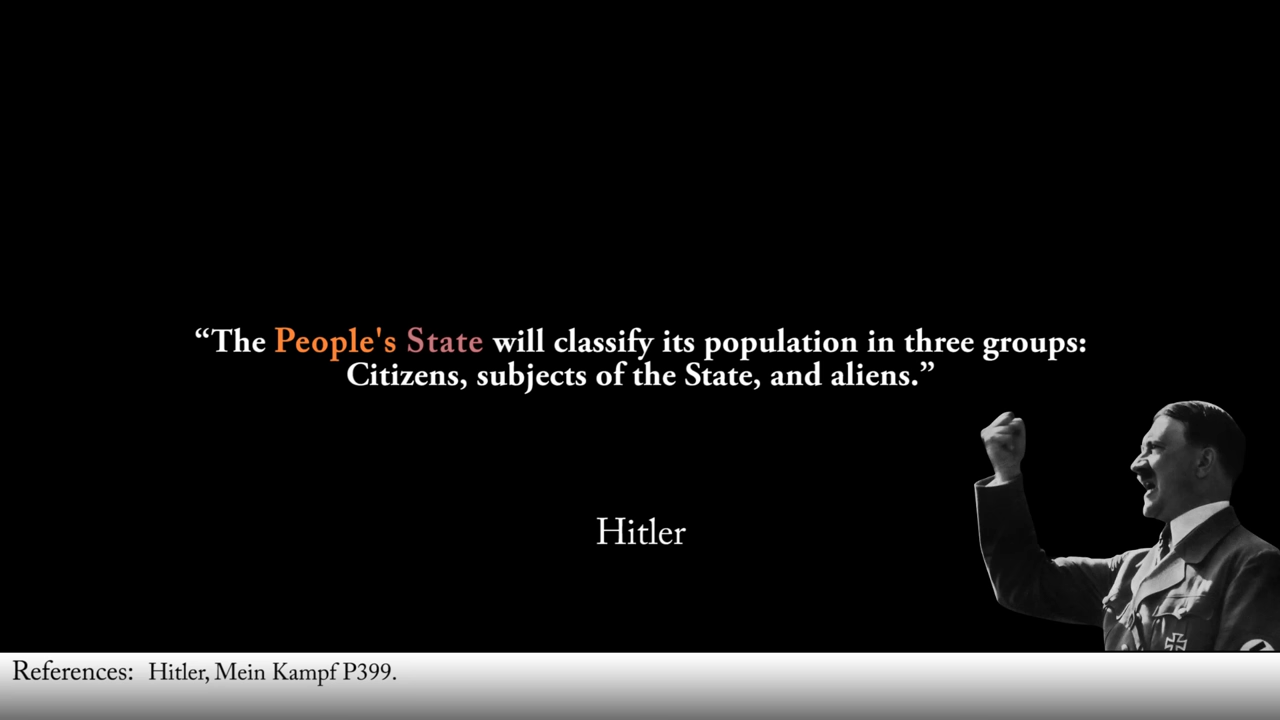 “The People's State will classify its population in three groups:
Citizens, subjects of the State, and aliens.”
Hitler
References: Hitler, Mein Kampf P399.